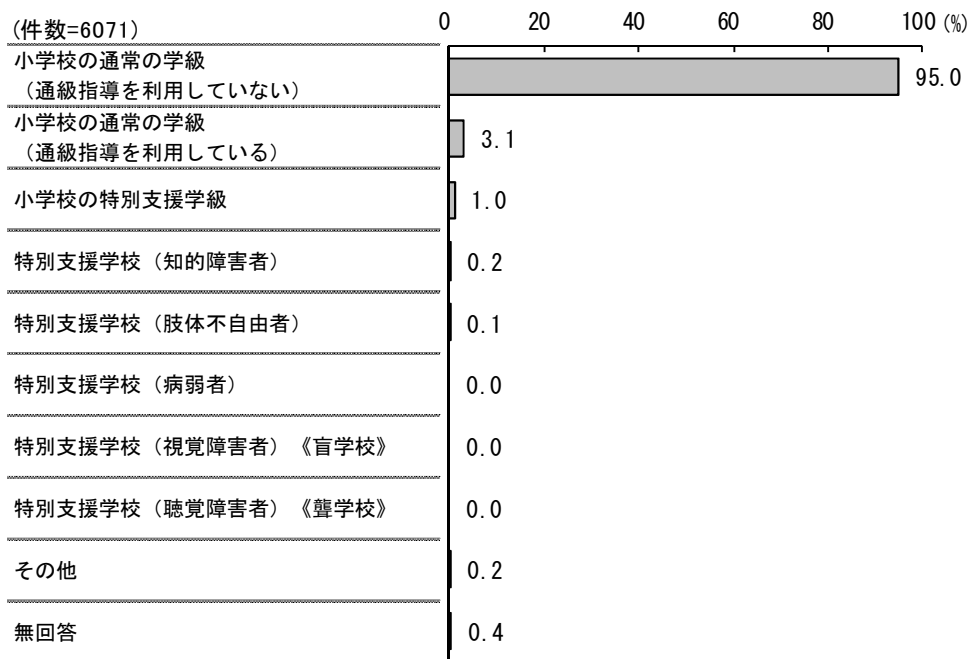 (件数=6071)
0 20 40 60 80 100 (%)
小学校の通常の学級
（通級指導を利用していない）
95.0
小学校の通常の学級
（通級指導を利用している）
3.1
小学校の特別支援学級
1.0
特別支援学校（知的障害者）
0.2
特別支援学校（肢体不自由者）
0.1
特別支援学校（病弱者）
0.0
特別支援学校（視覚障害者）《盲学校》
0.0
特別支援学校（聴覚障害者）《聾学校》
0.0
その他
0.2
無回答
0.4